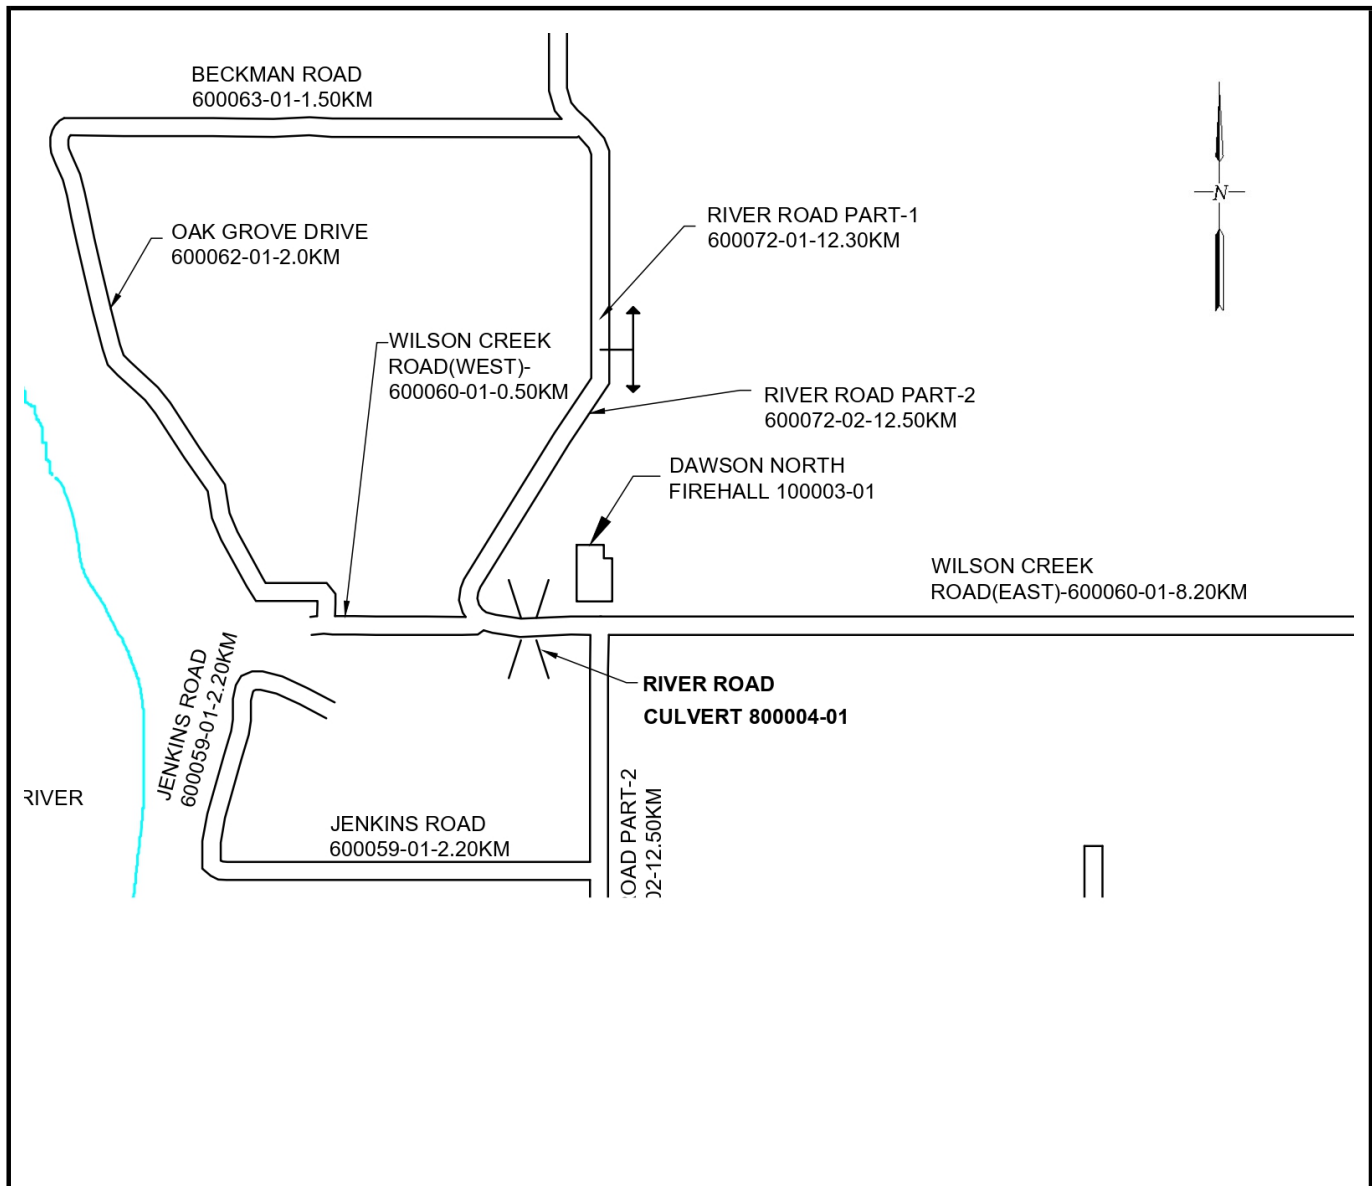 BECKMAN ROAD
600063-01-1.50KM
OAK GROVE DRIVE
600062-01-2.0KM
RIVER ROAD PART-1
600072-01-12.30KM
N
WILSON CREEK
ROAD(WEST)-
600060-01-0.50KM
RIVER ROAD PART-2
600072-02-12.50KM
DAWSON NORTH
FIREHALL 100003-01
WILSON CREEK
ROAD(EAST)-600060-01-8.20KM
JENKINS ROAD
600059-01-2.20KM
RIVER ROAD
CULVERT 800004-01
RIVER
JENKINS ROAD
600059-01-2.20KM
OAD PART-2
02-12.50KM